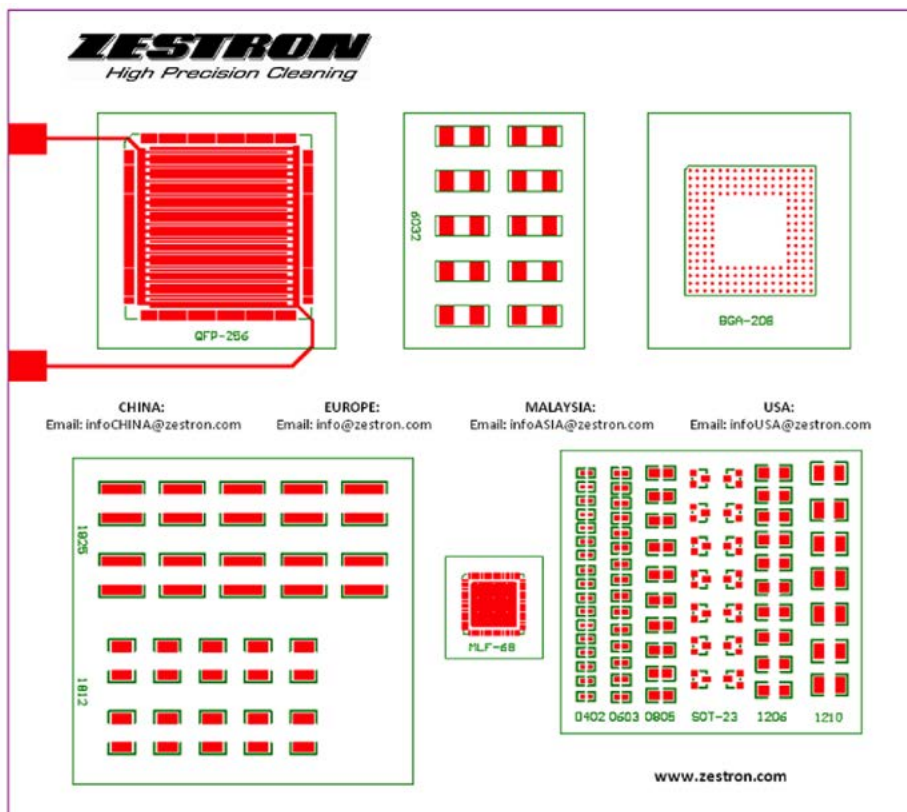 ZESTRON
High Precision Cleaning
QFP-256
6032
BGA-208
CHINA:
Email: infoCHINA@zestron.com
EUROPE:
Email: info@zestron.com
MALAYSIA:
Email: infoASIA@zestron.com
USA:
Email: infoUSA@zestron.com
1825
1812
MLF-68
0402 0603 0805 SOT-23 1206 1210
www.zestron.com